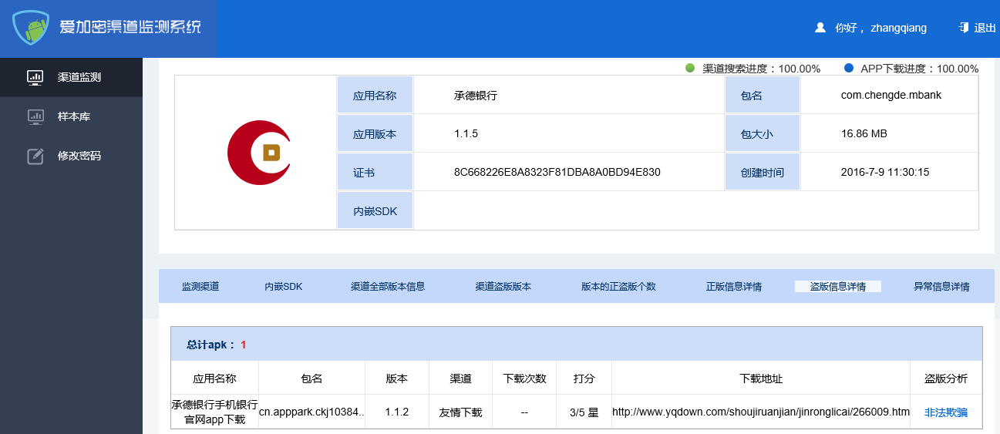 爱加密渠道监测系统
你好， zhangqiang
退出
渠道监测
样本库
修改密码
渠道搜索进度：100.00%
APP下载进度：100.00%
应用名称
承德银行
包名
com.chengde.mbank
应用版本
1.1.5
包大小
16.86 MB
证书
8C668226E8A8323F81DBA8A0BD94E830
创建时间
2016-7-9 11:30:15
内嵌SDK
监测渠道
内嵌SDK
渠道全部版本信息
渠道盗版版本
版本的正盗版个数
正版信息详情
盗版信息详情
异常信息详情
总计apk： 1
应用名称
包名
版本
渠道
下载次数
打分
下载地址
盗版分析
承德银行手机银行
官网app下载
cn.apppark.ckj10384..
1.1.2
友情下载
--
3/5 星
http://www.yqdown.com/shoujiruanjian/jinronglicai/266009.htm
非法欺骗